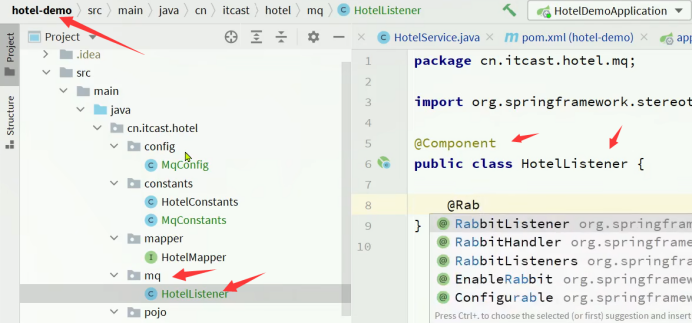 hotel-demo › src › main › java › cn › itcast › hotel › mq › HotelListener
HotelDemoApplication
Project
Structure
Project
.idea
src
main
java
cn.itcast.hotel
config
MqConfig
constants
HotelConstants
MqConstants
mapper
HotelMapper
mq
HotelListener
pojo
HotelService.java
pom.xml (hotel-demo)
1 package cn.itcast.hotel.mq;
2
3 import org.springframework.stereot
4
5 @Component
6 public class HotelListener {
7
8 @Rab
9 }
10
RabbitListener org.springfram
RabbitHandler org.springframe
RabbitListeners org.springfra
EnableRabbit org.springframew
Configurable org.springframew
Press Ctrl+. to choose the selected (or first) suggestion and insert